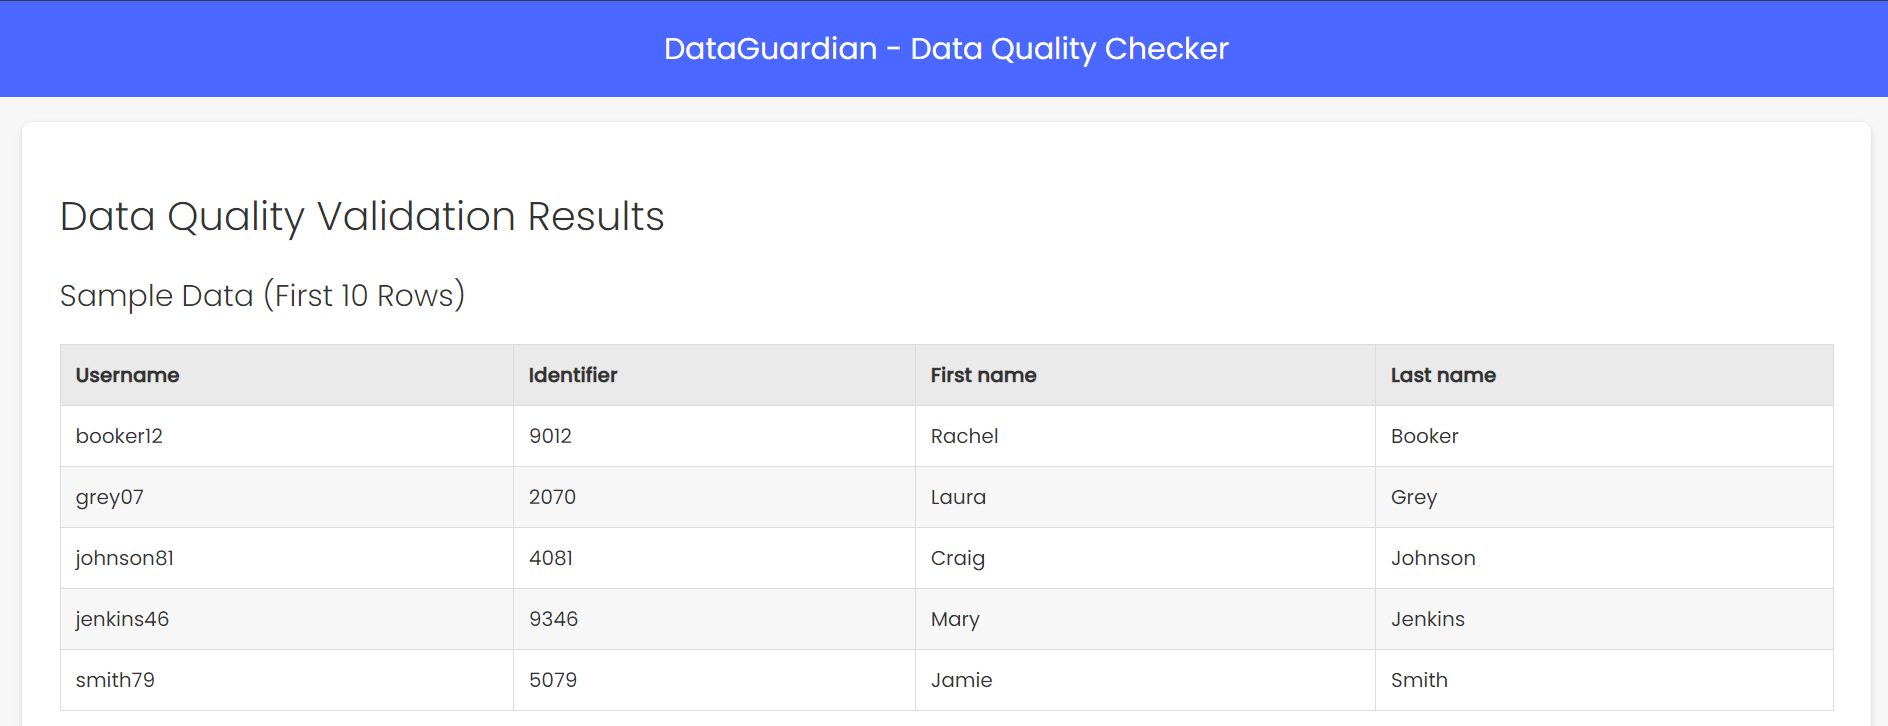 DataGuardian - Data Quality Checker
Data Quality Validation Results
Sample Data (First 10 Rows)
Username Identifier First name Last name
booker12 9012 Rachel Booker
grey07 2070 Laura Grey
johnson81 4081 Craig Johnson
jenkins46 9346 Mary Jenkins
smith79 5079 Jamie Smith